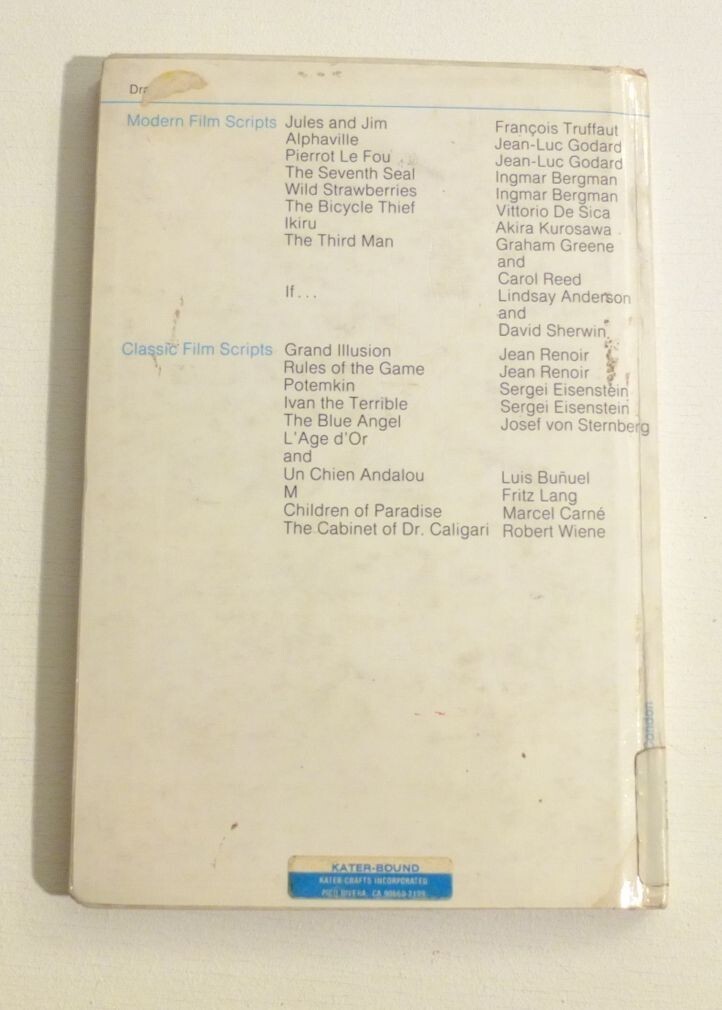 Modern Film Scripts Jules and Jim François Truffaut
Alphaville Jean-Luc Godard
Pierrot Le Fou Jean-Luc Godard
The Seventh Seal Ingmar Bergman
Wild Strawberries Ingmar Bergman
The Bicycle Thief Vittorio De Sica
Ikiru Akira Kurosawa
The Third Man Graham Greene
and
Carol Reed
If... Lindsay Anderson
and
David Sherwin
Classic Film Scripts Grand Illusion Jean Renoir
Rules of the Game Jean Renoir
Potemkin Sergei Eisenstein
Ivan the Terrible Sergei Eisenstein
The Blue Angel Josef von Sternberg
L'Age d'Or
and
Un Chien Andalou Luis Buñuel
M Fritz Lang
Children of Paradise Marcel Carné
The Cabinet of Dr. Caligari Robert Wiene
KATER-BOUND
KATER-CRAFTS INCORPORATED
PICO RIVERA, CA